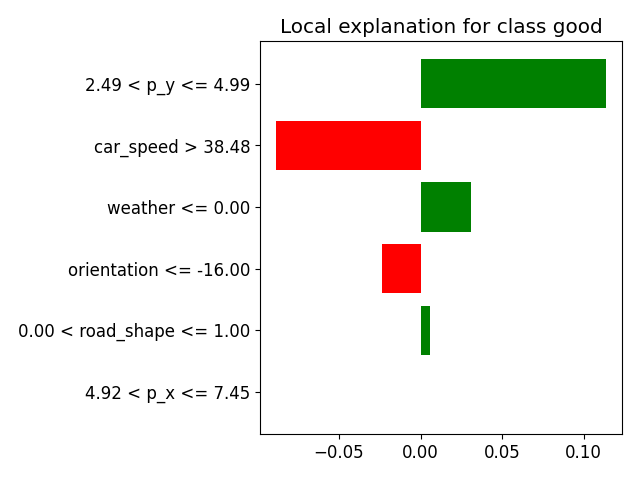 Local explanation for class good
2.49 < p_y <= 4.99
car_speed > 38.48
weather <= 0.00
orientation <= -16.00
0.00 < road_shape <= 1.00
4.92 < p_x <= 7.45
−0.05 0.00 0.05 0.10